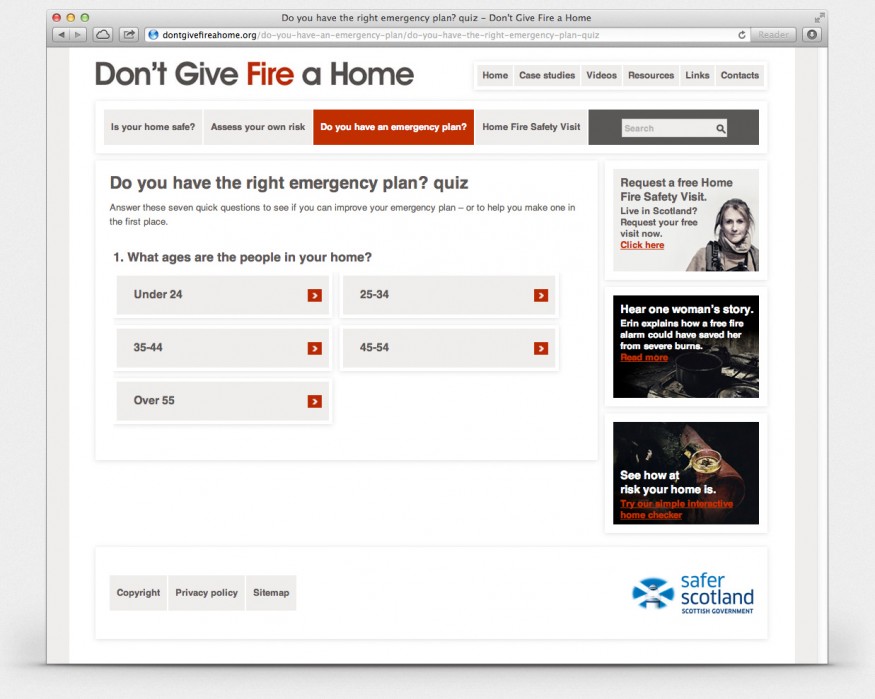 Do you have the right emergency plan? quiz – Don't Give Fire a Home
dontgivefireahome.org/do-you-have-an-emergency-plan/do-you-have-the-right-emergency-plan-quiz
Reader
Don't Give Fire a Home
Home Case studies Videos Resources Links Contacts
Is your home safe? Assess your own risk Do you have an emergency plan? Home Fire Safety Visit Search
Do you have the right emergency plan? quiz
Answer these seven quick questions to see if you can improve your emergency plan – or to help you make one in
the first place.
1. What ages are the people in your home?
Under 24 25-34
35-44 45-54
Over 55
Request a free Home
Fire Safety Visit.
Live in Scotland?
Request your free
visit now.
Click here
Hear one woman's story.
Erin explains how a free fire
alarm could have saved her
from severe burns.
Read more
See how at
risk your home is.
Try our simple interactive
home checker
Copyright Privacy policy Sitemap
safer
scotland
SCOTTISH GOVERNMENT